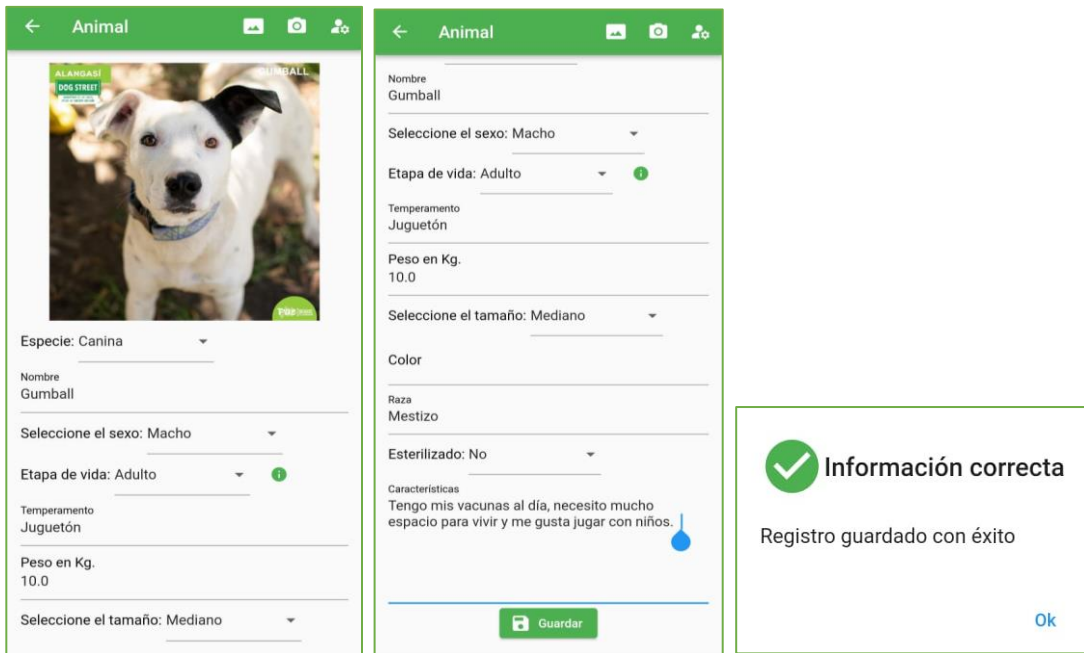 Animal
ALANGASÍ
DOG STREET
GUMBALL
Especie: Canina
Nombre
Gumball
Seleccione el sexo: Macho
Etapa de vida: Adulto
Temperamento
Juguetón
Peso en Kg.
10.0
Seleccione el tamaño: Mediano
Animal
Nombre
Gumball
Seleccione el sexo: Macho
Etapa de vida: Adulto
Temperamento
Juguetón
Peso en Kg.
10.0
Seleccione el tamaño: Mediano
Color
Raza
Mestizo
Esterilizado: No
Características
Tengo mis vacunas al día, necesito mucho
espacio para vivir y me gusta jugar con niños.
Guardar
Información correcta
Registro guardado con éxito
Ok